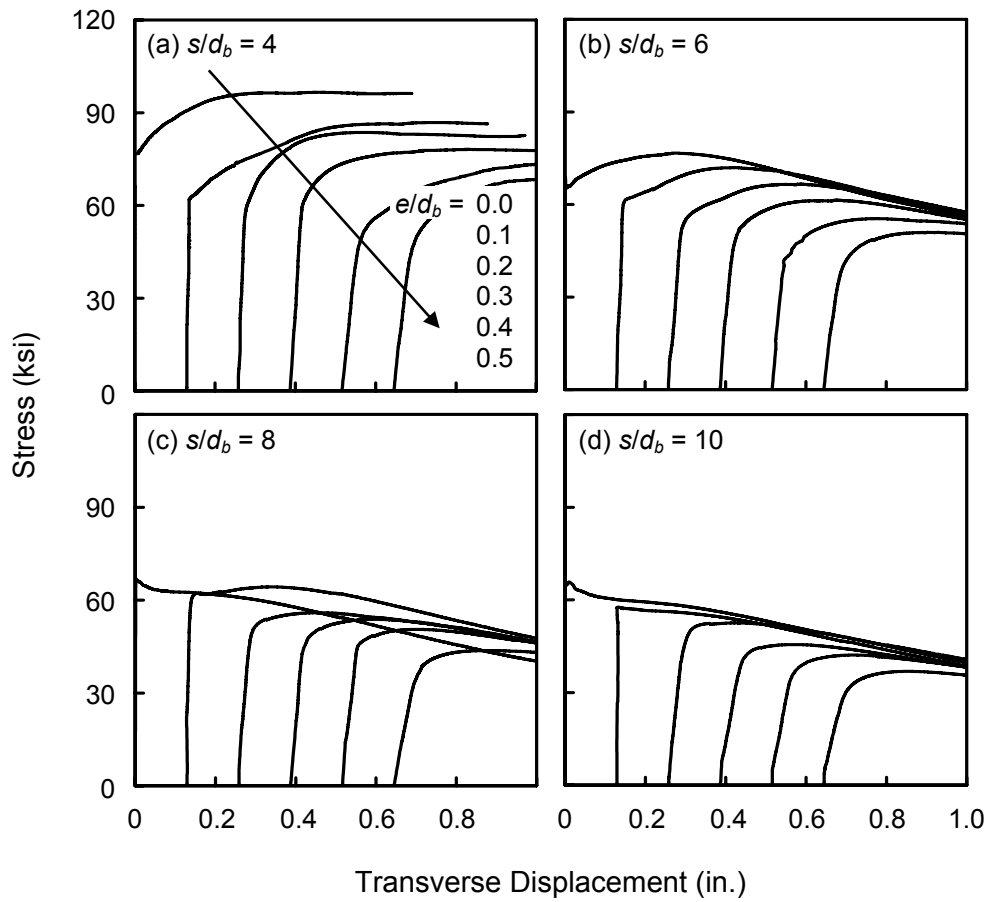 120
90
60
30
0
(a) s/d_b = 4
e/d_b = 0.0
0.1
0.2
0.3
0.4
0.5
(b) s/d_b = 6
Stress (ksi)
90
60
30
0
(c) s/d_b = 8
(d) s/d_b = 10
0 0.2 0.4 0.6 0.8
0 0.2 0.4 0.6 0.8 1.0
Transverse Displacement (in.)